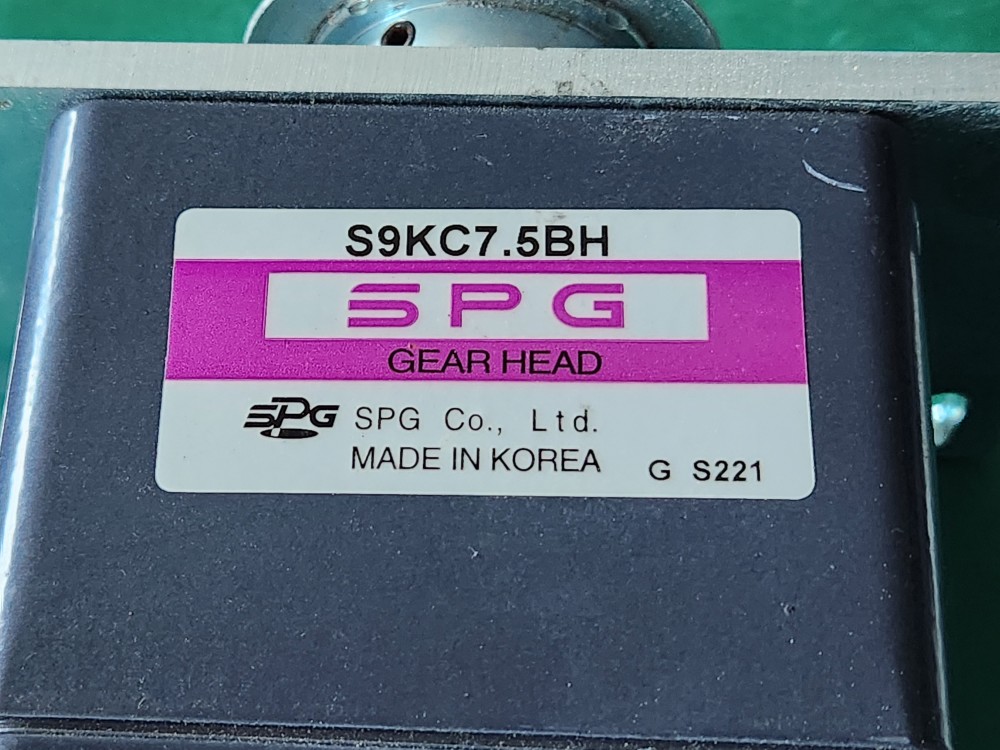 S9KC7.5BH
SPG
GEAR HEAD
SPG SPG Co., Ltd.
MADE IN KOREA G S221